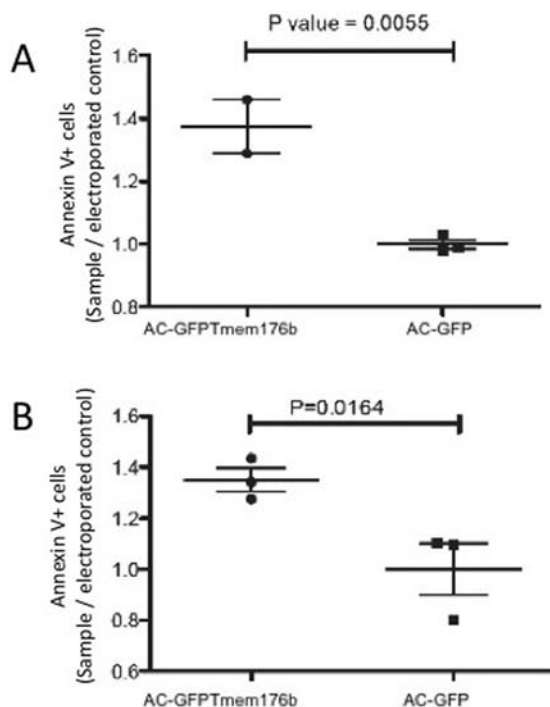 A
P value = 0.0055
Annexin V+ cells
(Sample / electroporated control)
1.6
1.4
1.2
1.0
0.8
AC-GFPTmem176b
AC-GFP
B
P=0.0164
Annexin V+ cells
(Sample / electroporated control)
1.6
1.4
1.2
1.0
0.8
0.6
AC-GFPTmem176b
AC-GFP